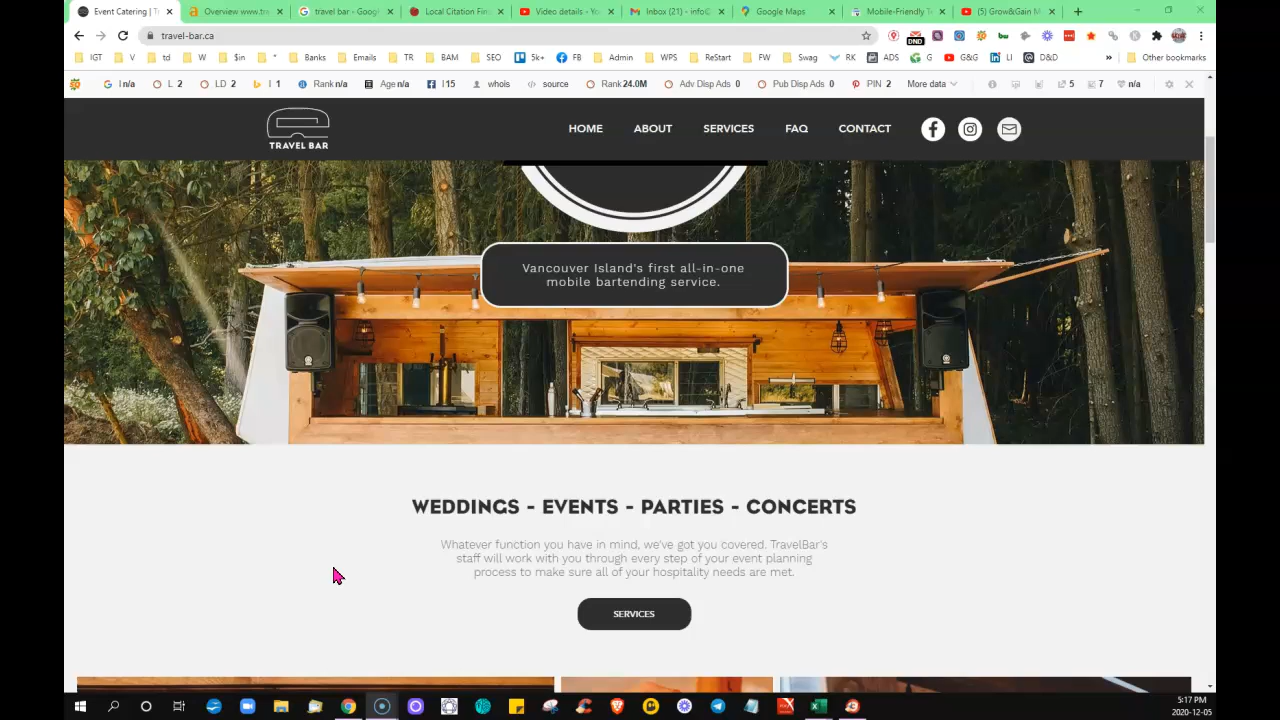 Event Catering | T
Overview www.tra
travel bar - Goog
Local Citation Fin
Video details - Yo
Inbox (21) - info
Google Maps
Mobile-Friendly Te
(5) Grow&Gain M
travel-bar.ca
DND
IGT
V
td
W
$in
"
Banks
Emails
TR
BAM
SEO
5k+
FB
Admin
WPS
ReStart
FW
Swag
RK
ADS
G
G&G
LI
D&D
»
Other bookmarks
I n/a
L 2
LD 2
I 1
Rank n/a
Age n/a
I 15
whois
source
Rank 24.0M
Adv Disp Ads 0
Pub Disp Ads 0
PIN 2
More data
5
7
n/a
TRAVEL BAR
HOME
ABOUT
SERVICES
FAQ
CONTACT
Vancouver Island's first all-in-one
mobile bartending service.
WEDDINGS - EVENTS - PARTIES - CONCERTS
Whatever function you have in mind, we've got you covered. TravelBar's
staff will work with you through every step of your event planning
process to make sure all of your hospitality needs are met.
SERVICES
5:17 PM
2020-12-05